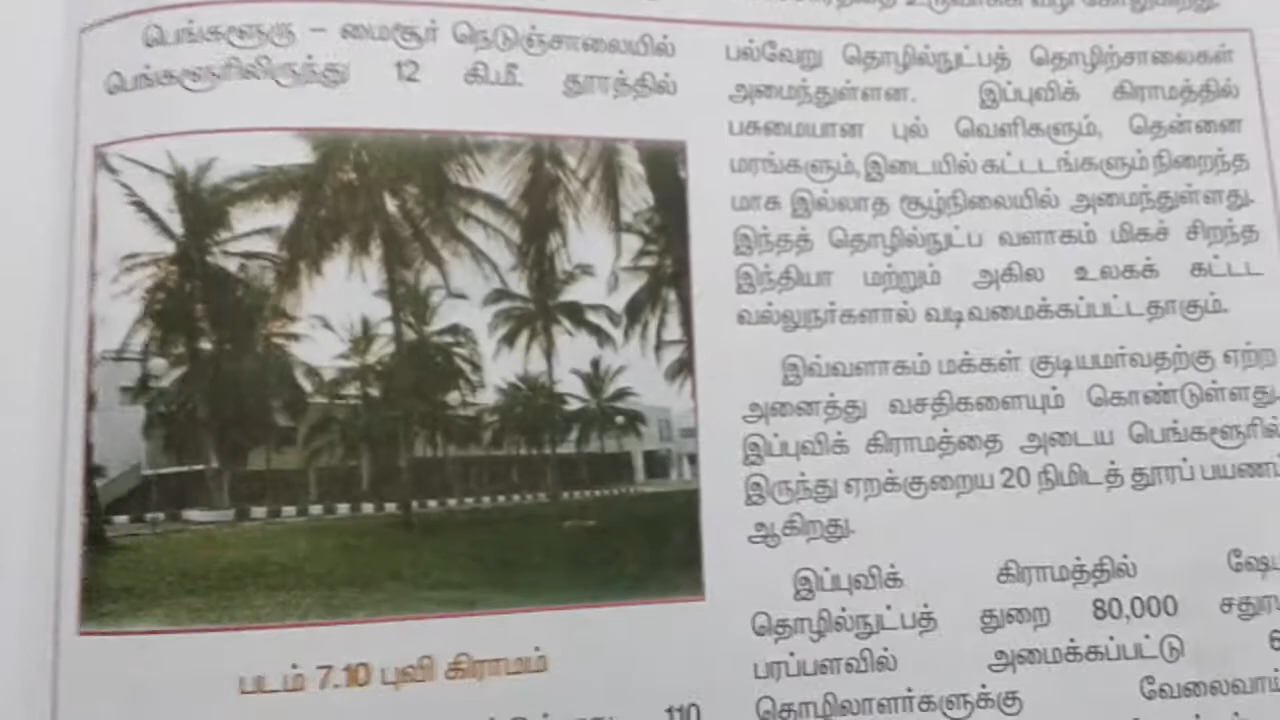 பெங்களூரு – மைசூர் நெடுஞ்சாலையில்
பெங்களூரிலிருந்து 12 கி.மீ. தூரத்தில்
படம் 7.10 புவி கிராமம்
110
பல்வேறு தொழில்நுட்பத் தொழிற்சாலைகள்
அமைந்துள்ளன. இப்புவிக் கிராமத்தில்
பசுமையான புல் வெளிகளும், தென்னை
மரங்களும், இடையில் கட்டடங்களும் நிறைந்த
மாக இல்லாத சூழ்நிலையில் அமைந்துள்ளது.
இந்தத் தொழில்நுட்ப வளாகம் மிகச் சிறந்த
இந்தியா மற்றும் அகில உலகக் கட்டட
வல்லுநர்களால் வடிவமைக்கப்பட்டதாகும்.
இவ்வளாகம் மக்கள் குடியமர்வதற்கு ஏற்ற
அனைத்து வசதிகளையும் கொண்டுள்ளது.
இப்புவிக் கிராமத்தை அடைய பெங்களூரில்
இருந்து ஏறக்குறைய 20 நிமிடத் தூரப் பயணம்
ஆகிறது.
இப்புவிக் கிராமத்தில்
தொழில்நுட்பத் துறை 80,000
பரப்பளவில் அமைக்கப்பட்டு
தொழிலாளர்களுக்கு